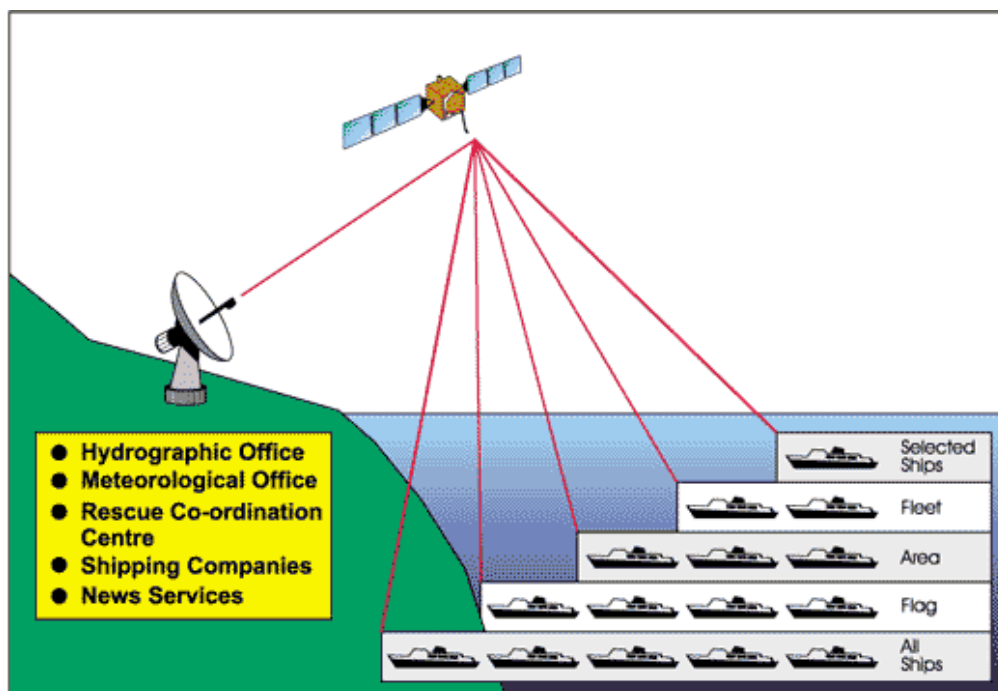 Hydrographic Office
Meteorological Office
Rescue Co-ordination
Centre
Shipping Companies
News Services
Selected
Ships
Fleet
Area
Flag
All
Ships